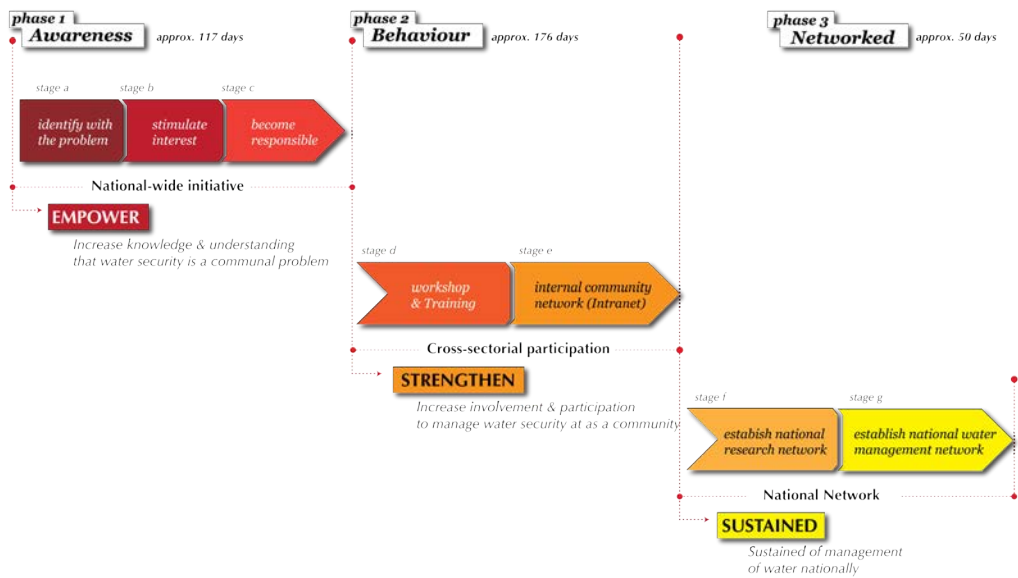 phase 1
Awareness
approx. 117 days
phase 2
Behaviour
approx. 176 days
phase 3
Networked
approx. 50 days
stage a
stage b
stage c
identify with
the problem
stimulate
interest
become
responsible
National-wide initiative
EMPOWER
Increase knowledge & understanding
that water security is a communal problem
stage d
stage e
workshop
& Training
internal community
network (Intranet)
Cross-sectorial participation
STRENGTHEN
Increase involvement & participation
to manage water security at as a community
stage f
stage g
estabish national
research network
establish national water
management network
National Network
SUSTAINED
Sustained of management
of water nationally